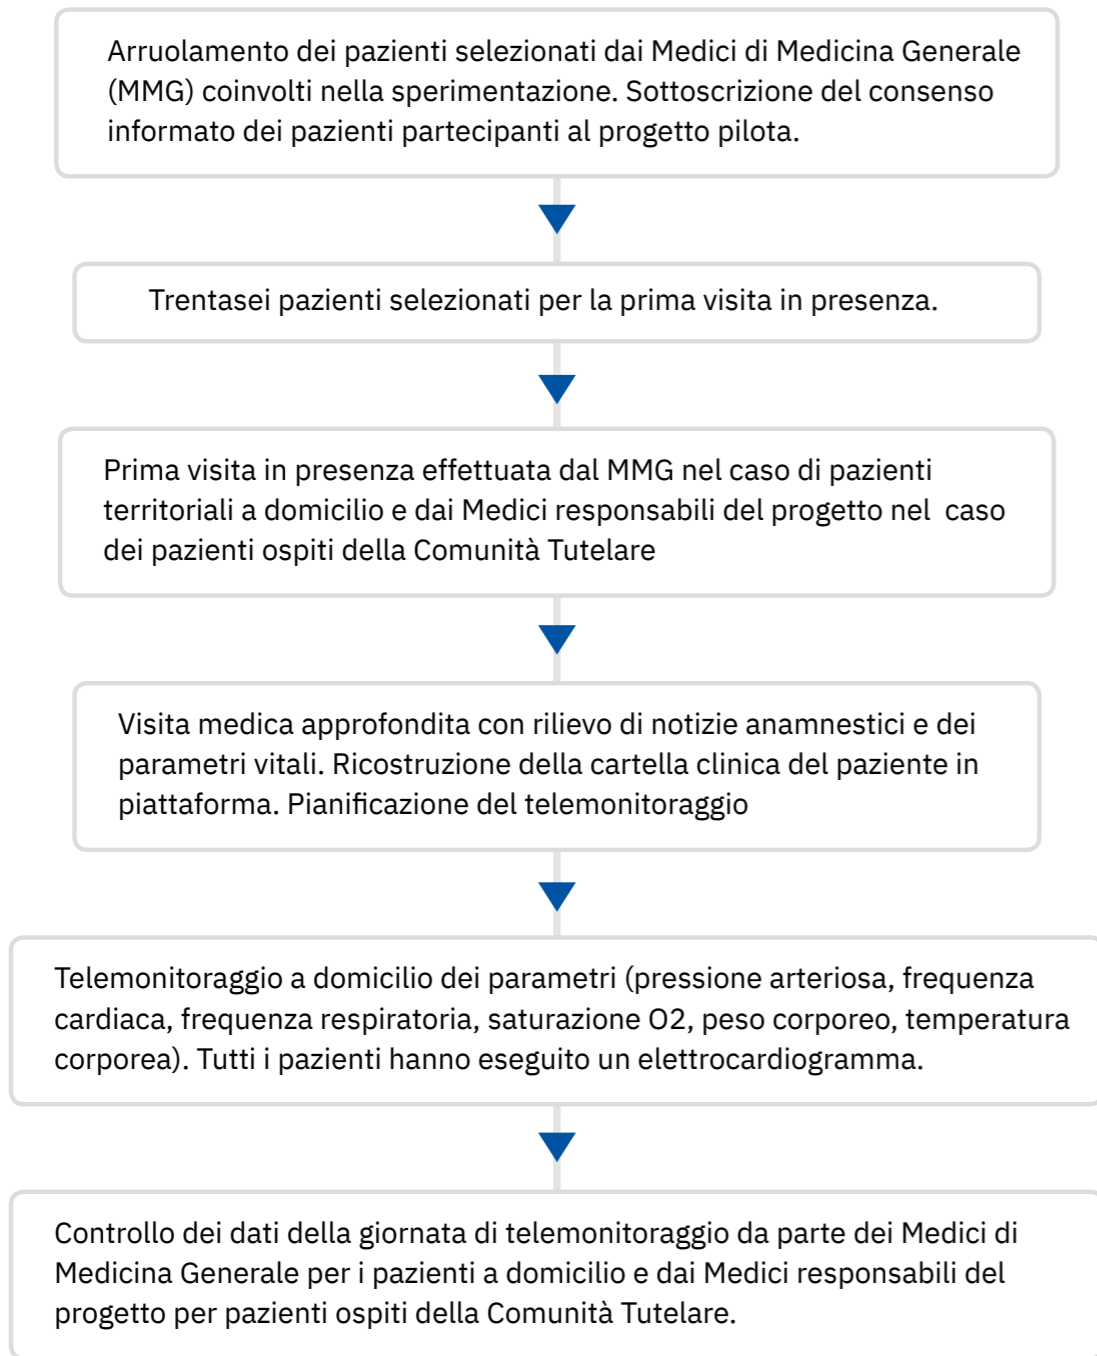 Arruolamento dei pazienti selezionati dai Medici di Medicina Generale
(MMG) coinvolti nella sperimentazione. Sottoscrizione del consenso
informato dei pazienti partecipanti al progetto pilota.
Trentasei pazienti selezionati per la prima visita in presenza.
Prima visita in presenza effettuata dal MMG nel caso di pazienti
territoriali a domicilio e dai Medici responsabili del progetto nel  caso
dei pazienti ospiti della Comunità Tutelare
Visita medica approfondita con rilievo di notizie anamnestici e dei
parametri vitali. Ricostruzione della cartella clinica del paziente in
piattaforma. Pianificazione del telemonitoraggio
Telemonitoraggio a domicilio dei parametri (pressione arteriosa, frequenza
cardiaca, frequenza respiratoria, saturazione O2, peso corporeo, temperatura
corporea). Tutti i pazienti hanno eseguito un elettrocardiogramma.
Controllo dei dati della giornata di telemonitoraggio da parte dei Medici di
Medicina Generale per i pazienti a domicilio e dai Medici responsabili del
progetto per pazienti ospiti della Comunità Tutelare.